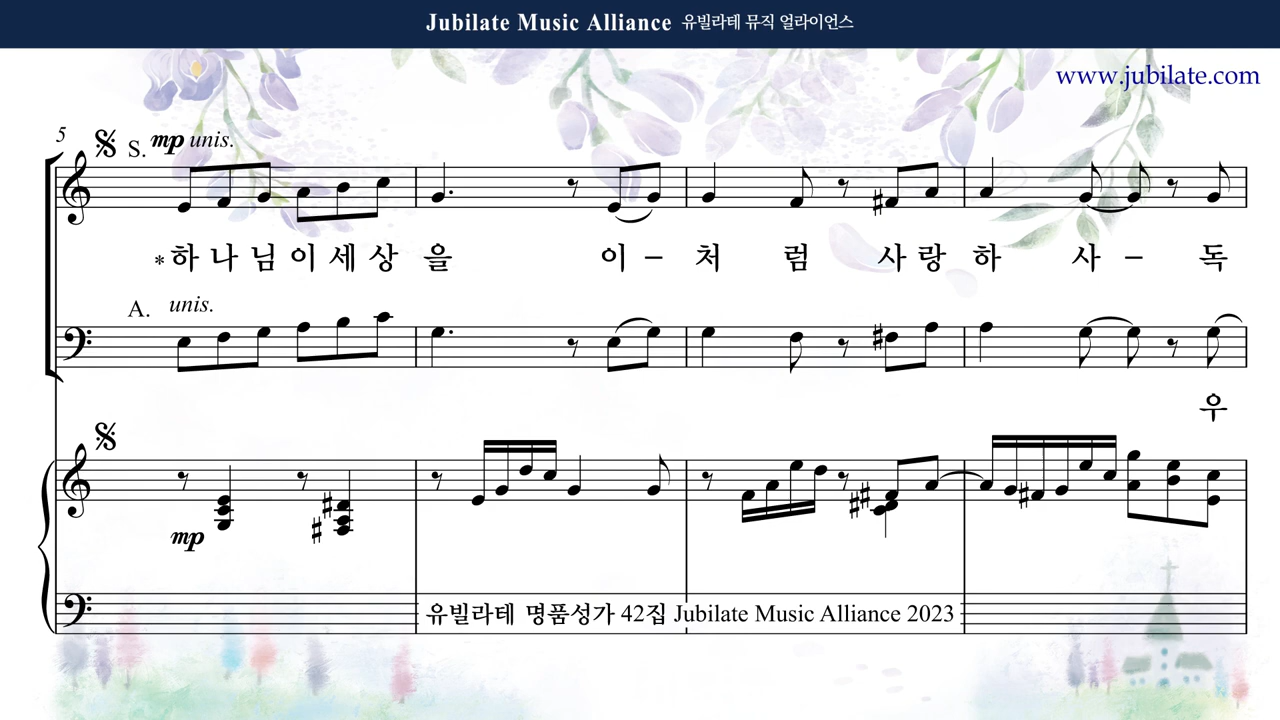 Jubilate Music Alliance 유빌라테 뮤직 얼라이언스
www.jubilate.com
5
S. mp unis.
*하 나 님 이 세 상 을 이 – 처 럼 사 랑 하 사 – 독
A. unis.
우
mp
유빌라테 명품성가 42집 Jubilate Music Alliance 2023